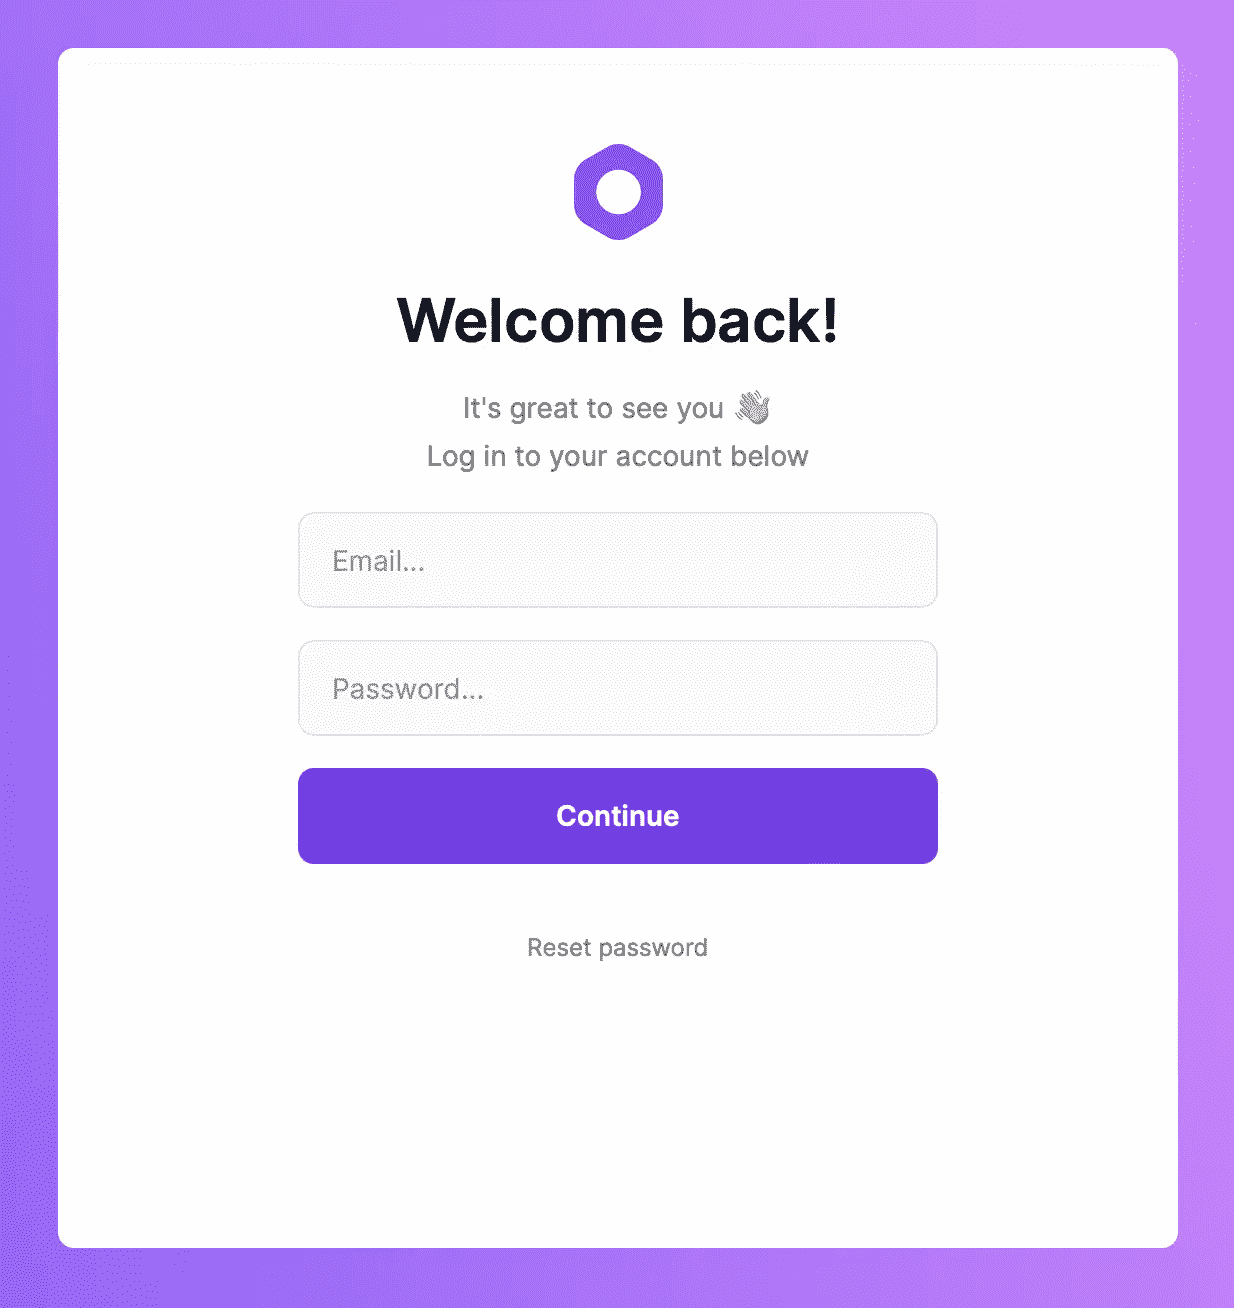 Welcome back!
It's great to see you 👋
Log in to your account below
Email...
Password...
Continue
Reset password